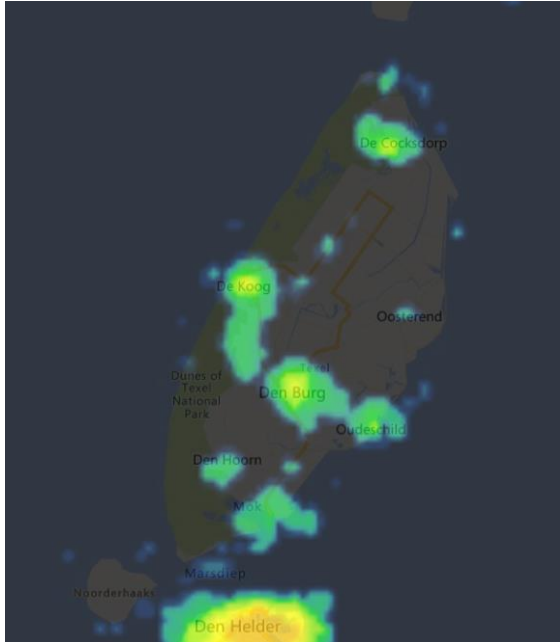 De Cocksdorp
De Koog
Oosterend
Texel
Dunes of
Texel
National
Park
Den Burg
Oudeschild
Den Hoorn
Mok
Marsdiep
Noorderhaaks
Den Helder